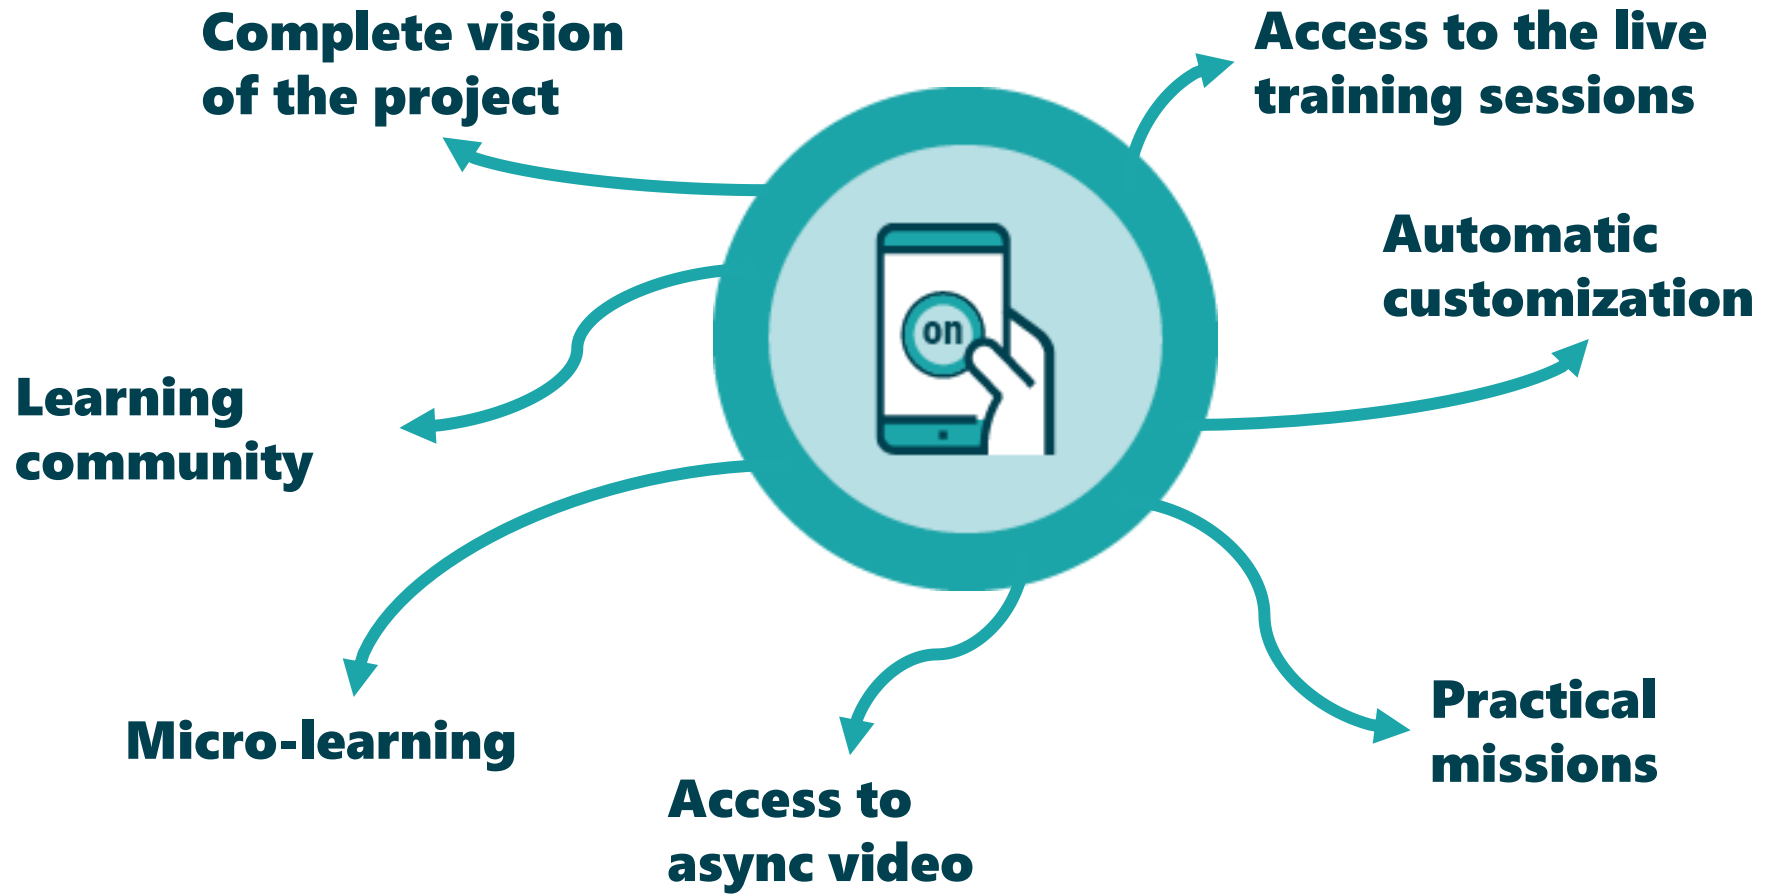 Complete vision
of the project
Access to the live
training sessions
Automatic
customization
on
Learning
community
Practical
missions
Micro-learning
Access to
async video